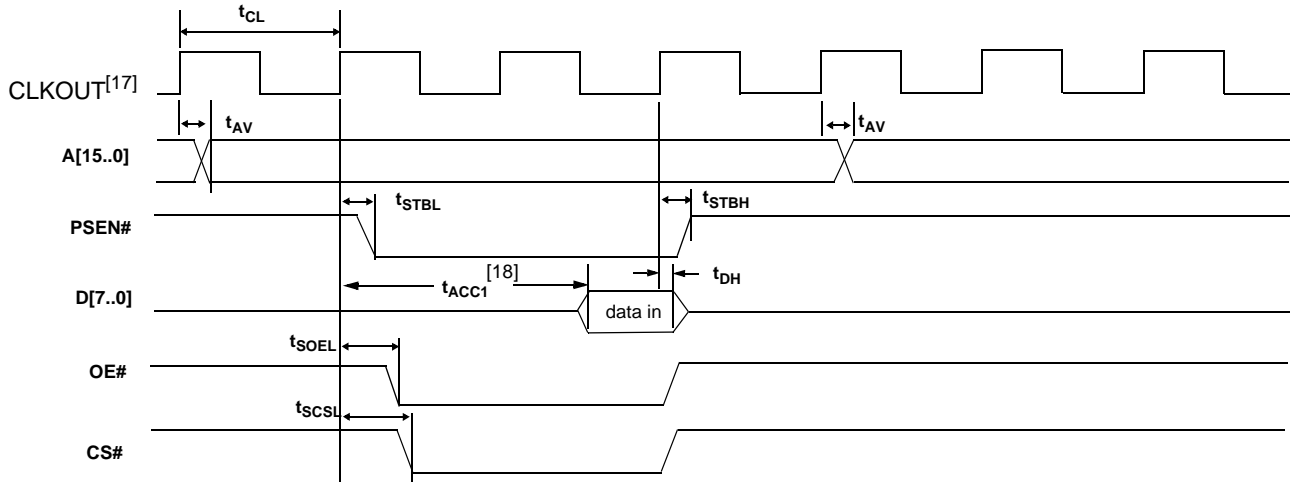 tCL
CLKOUT[17]
tAV
tAV
A[15..0]
tSTBL
tSTBH
PSEN#
[18]
tACC1
tDH
D[7..0]
data in
tSOEL
OE#
tSCSL
CS#